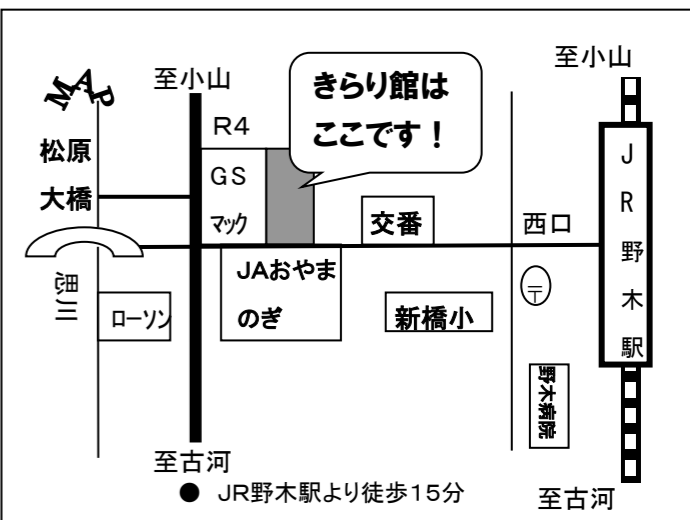 MAP
至小山
至小山
きらり館は
ここです！
R4
GS
マック
松原
大橋
交番
西口
JR野木駅
思川
ローソン
JAおやま
のぎ
新橋小
〒
野木病院
至古河
至古河
● JR野木駅より徒歩15分